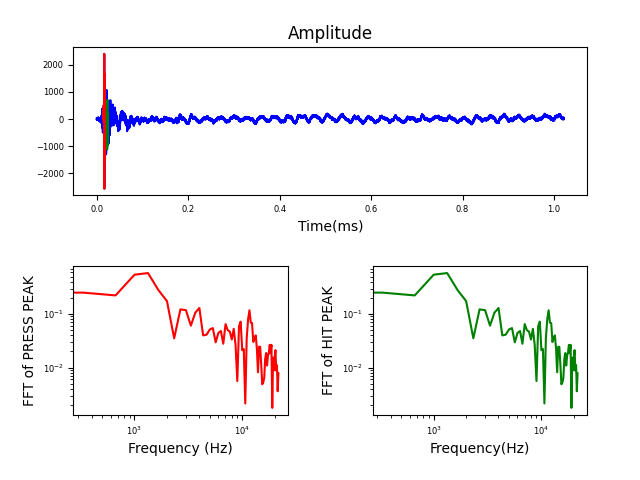 Amplitude
2000
1000
0
−1000
−2000
0.0 0.2 0.4 0.6 0.8 1.0
Time(ms)
FFT of PRESS PEAK
10⁻¹
10⁻²
10³ 10⁴
Frequency (Hz)
FFT of HIT PEAK
10⁻¹
10⁻²
10³ 10⁴
Frequency(Hz)